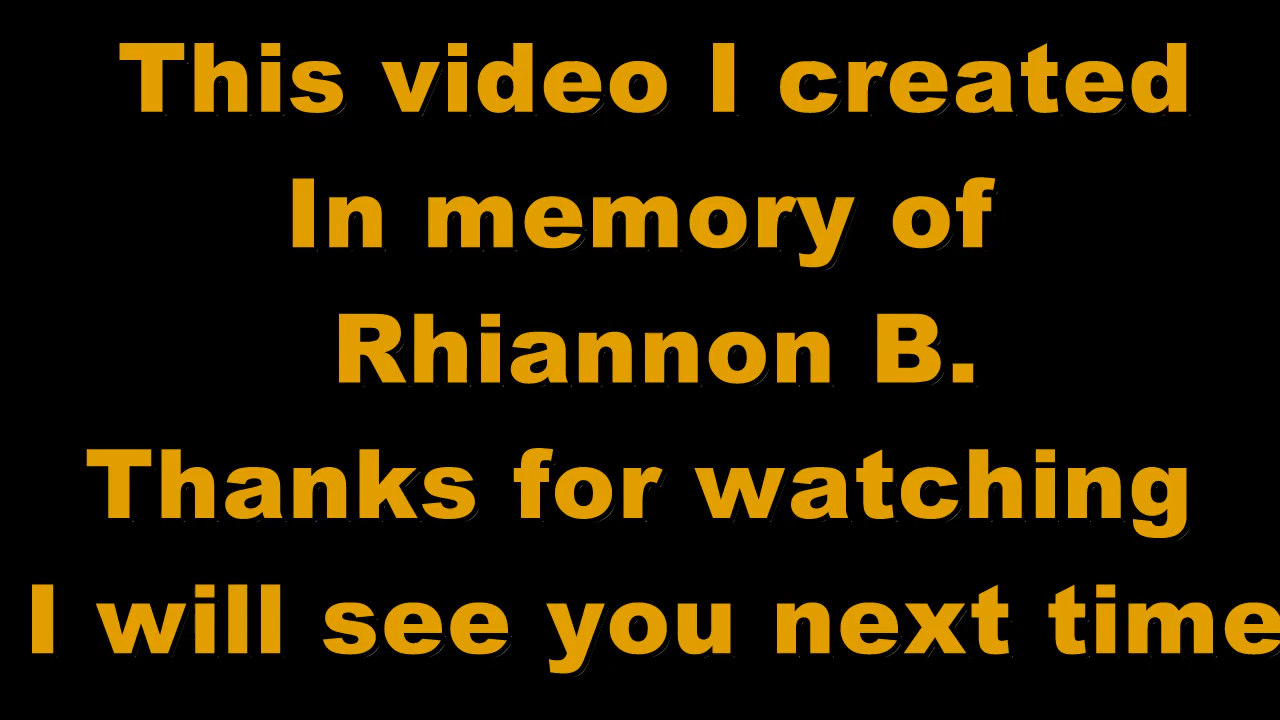 This video I created
In memory of
Rhiannon B.
Thanks for watching
I will see you next time